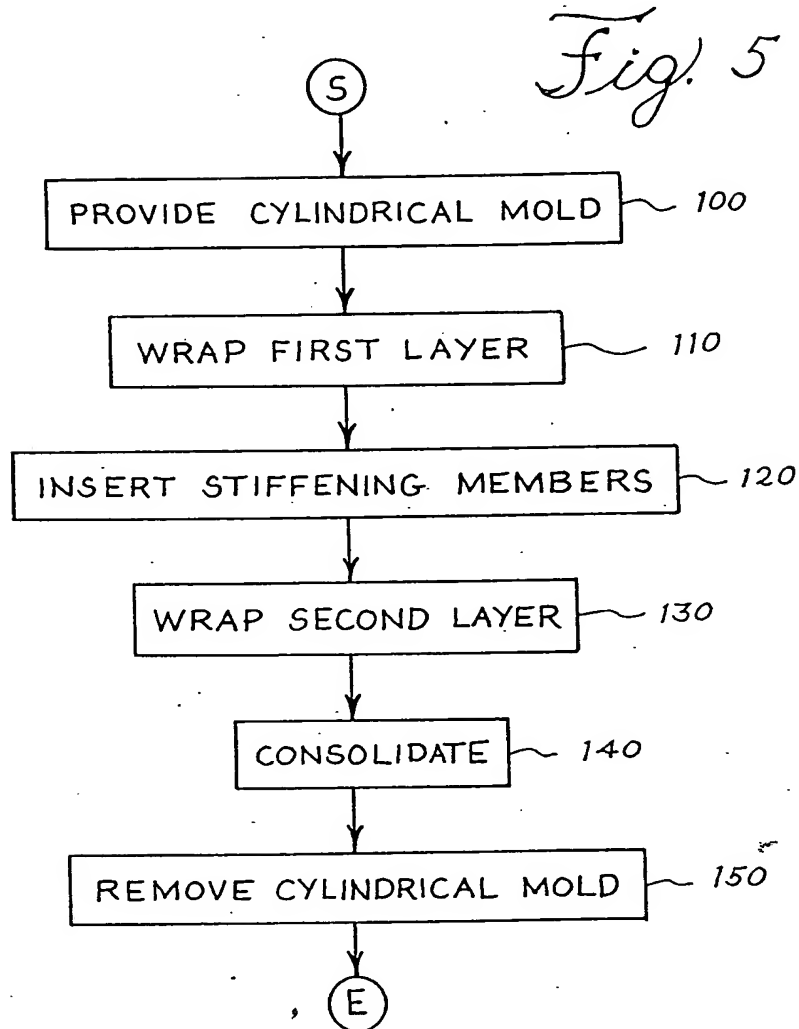 Fig. 5
S
PROVIDE CYLINDRICAL MOLD 100
WRAP FIRST LAYER 110
INSERT STIFFENING MEMBERS 120
WRAP SECOND LAYER 130
CONSOLIDATE 140
REMOVE CYLINDRICAL MOLD 150
E